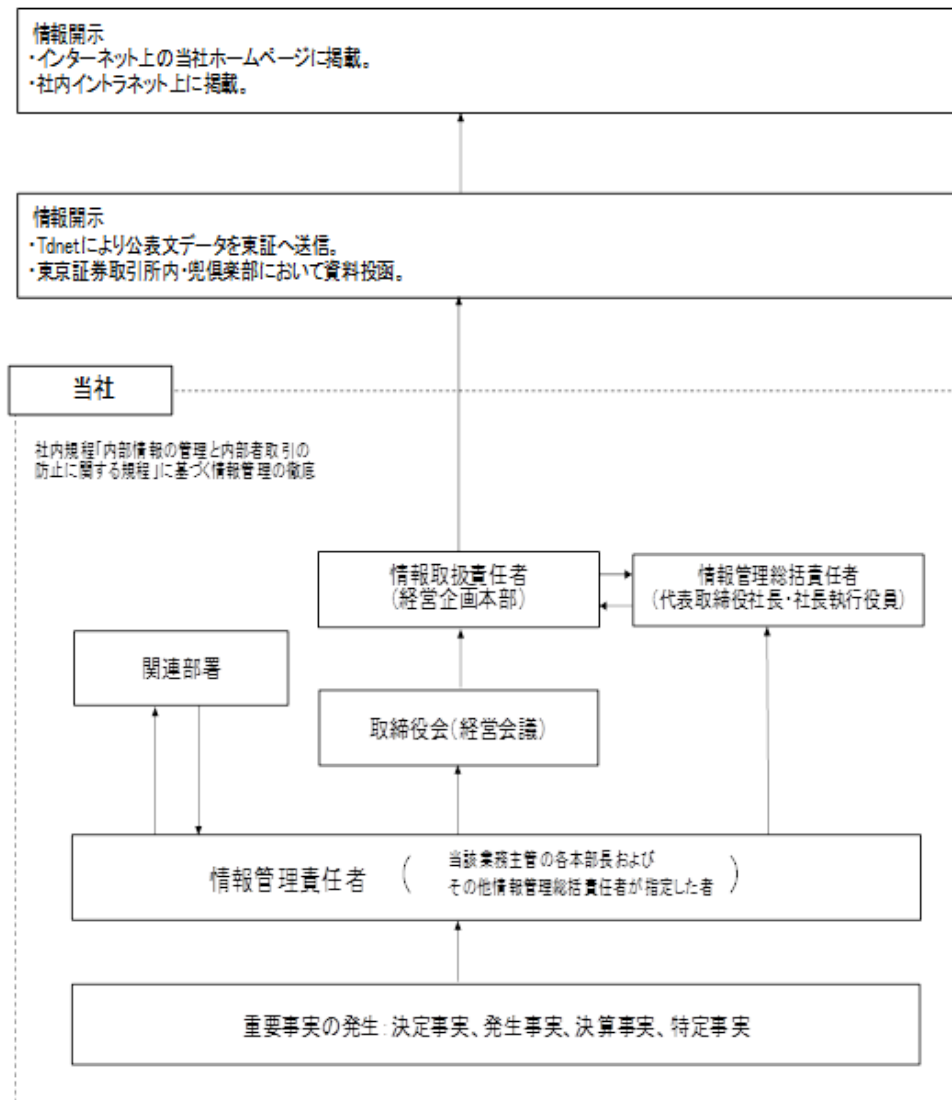 情報開示
・インターネット上の当社ホームページに掲載。
・社内イントラネット上に掲載。
情報開示
・Tdnetにより公表文データを東証へ送信。
・東京証券取引所内・兜倶楽部において資料投函。
当社
社内規程「内部情報の管理と内部者取引の
防止に関する規程」に基づく情報管理の徹底
情報取扱責任者
(経営企画本部)
情報管理総括責任者
(代表取締役社長・社長執行役員)
関連部署
取締役会(経営会議)
情報管理責任者
当該業務主管の各本部長および
その他情報管理総括責任者が指定した者
重要事実の発生:決定事実、発生事実、決算事実、特定事実